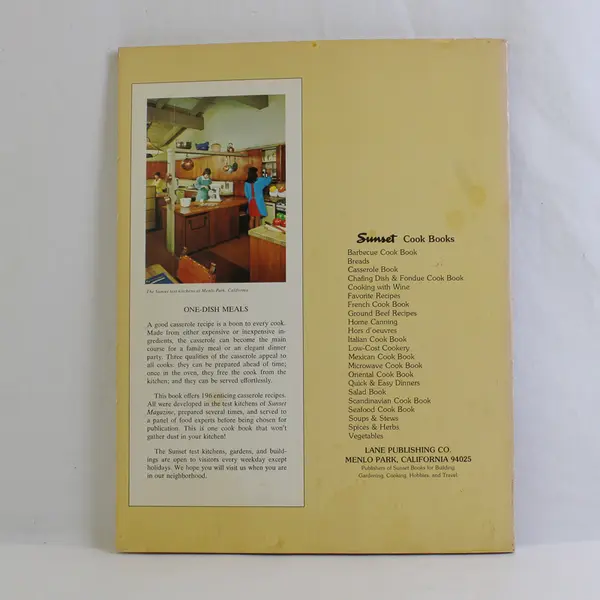 The Sunset test kitchens at Menlo Park, California
ONE-DISH MEALS
A good casserole recipe is a boon to every cook.
Made from either expensive or inexpensive in-
gredients, the casserole can become the main
course for a family meal or an elegant dinner
party. Three qualities of the casserole appeal to
all cooks: they can be prepared ahead of time;
once in the oven, they free the cook from the
kitchen; and they can be served effortlessly.
This book offers 196 enticing casserole recipes.
All were developed in the test kitchens of Sunset
Magazine, prepared several times, and served to
a panel of food experts before being chosen for
publication. This is one cook book that won't
gather dust in your kitchen!
The Sunset test kitchens, gardens, and build-
ings are open to visitors every weekday except
holidays. We hope you will visit us when you are
in our neighborhood.
Sunset Cook Books
Barbecue Cook Book
Breads
Casserole Book
Chafing Dish & Fondue Cook Book
Cooking with Wine
Favorite Recipes
French Cook Book
Ground Beef Recipes
Home Canning
Hors d'oeuvres
Italian Cook Book
Low-Cost Cookery
Mexican Cook Book
Microwave Cook Book
Oriental Cook Book
Quick & Easy Dinners
Salad Book
Scandinavian Cook Book
Seafood Cook Book
Soups & Stews
Spices & Herbs
Vegetables
LANE PUBLISHING CO.
MENLO PARK, CALIFORNIA 94025
Publishers of Sunset Books for Building,
Gardening, Cooking, Hobbies, and Travel